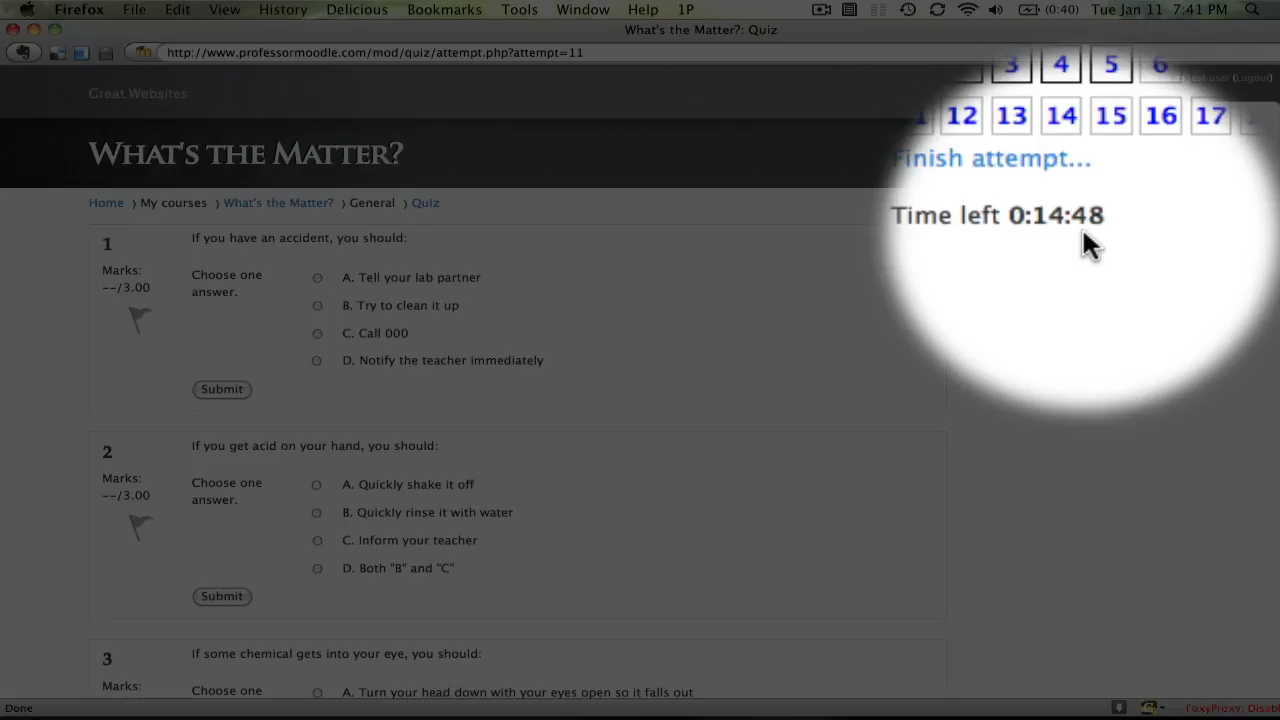 Firefox File Edit View History Delicious Bookmarks Tools Window Help 1P (0:40) Tue Jan 11 7:41 PM
What's the Matter?: Quiz
http://www.professormoodle.com/mod/quiz/attempt.php?attempt=11
3 4 5 6
test user (Logout)
Great Websites
12 13 14 15 16 17
WHAT'S THE MATTER?
Finish attempt...
Home › My courses › What's the Matter? › General › Quiz
Time left 0:14:48
1
If you have an accident, you should:
Marks:
--/3.00
Choose one
answer.
A. Tell your lab partner
B. Try to clean it up
C. Call 000
D. Notify the teacher immediately
Submit
2
If you get acid on your hand, you should:
Marks:
--/3.00
Choose one
answer.
A. Quickly shake it off
B. Quickly rinse it with water
C. Inform your teacher
D. Both "B" and "C"
Submit
3
If some chemical gets into your eye, you should:
Marks:
Choose one
A. Turn your head down with your eyes open so it falls out
Done
FoxyProxy: